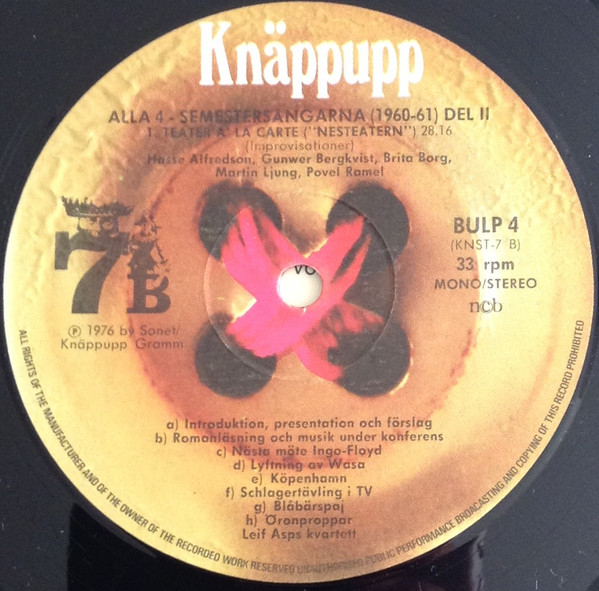 Knäppupp
ALLA 4 - SEMESTERSÅNGARNA (1960-61) DEL II
1. TEATER A' LA CARTE ("NESTEATERN") 28.16
(Improvisationer)
Hasse Alfredson, Gunwer Bergkvist, Brita Borg,
Martin Ljung, Povel Ramel
7B
℗ 1976 by Sonet/
Knäppupp Gramm
BULP 4
(KNST-7 B)
33 rpm
MONO/STEREO
ncb
a) Introduktion, presentation och förslag
b) Romanläsning och musik under konferens
c) Nästa möte Ingo-Floyd
d) Lyftning av Wasa
e) Köpenhamn
f) Schlagertävling i TV
g) Blåbärspaj
h) Öronproppar
Leif Asps kvartett
ALL RIGHTS OF THE MANUFACTURER AND OF THE OWNER OF THE RECORDED WORK RESERVED UNAUTHORISED PUBLIC PERFORMANCE BROADCASTING AND COPYING OF THIS RECORD PROHIBITED